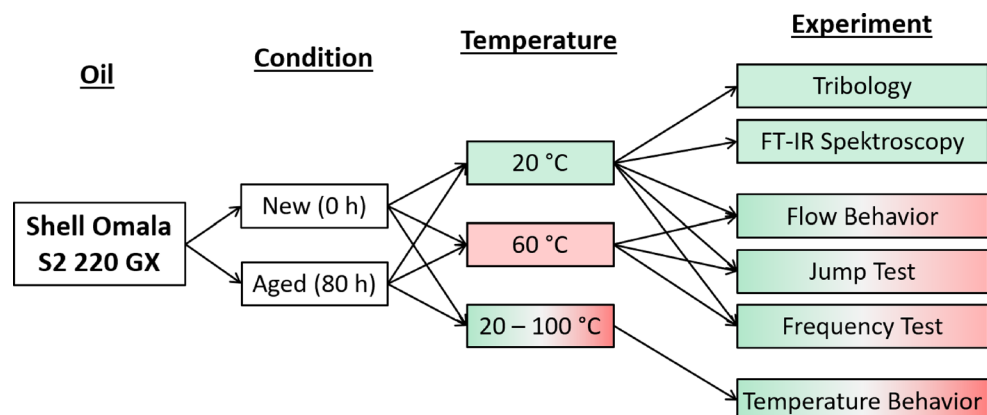 Oil
Condition
Temperature
Experiment
Shell Omala
S2 220 GX
New (0 h)
Aged (80 h)
20 °C
60 °C
20 – 100 °C
Tribology
FT-IR Spektroscopy
Flow Behavior
Jump Test
Frequency Test
Temperature Behavior